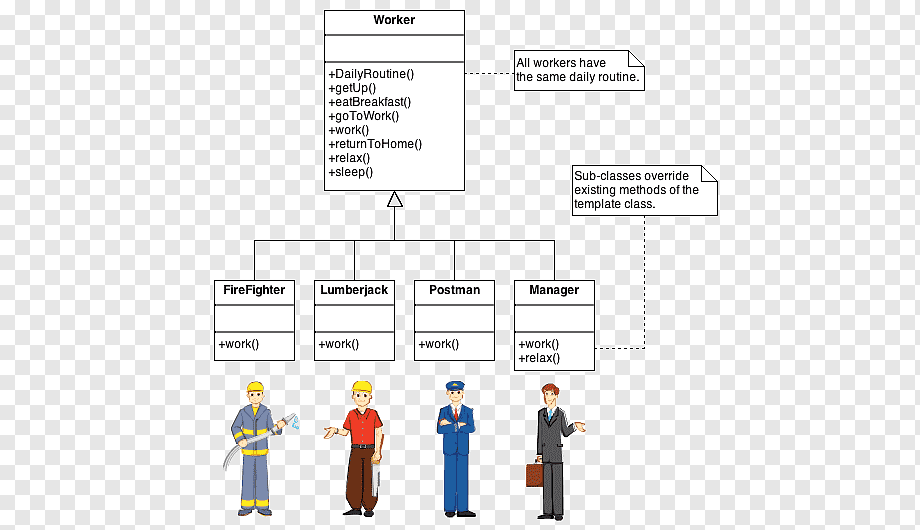 Worker
+DailyRoutine()
+getUp()
+eatBreakfast()
+goToWork()
+work()
+returnToHome()
+relax()
+sleep()
All workers have
the same daily routine.
Sub-classes override
existing methods of the
template class.
FireFighter
+work()
Lumberjack
+work()
Postman
+work()
Manager
+work()
+relax()